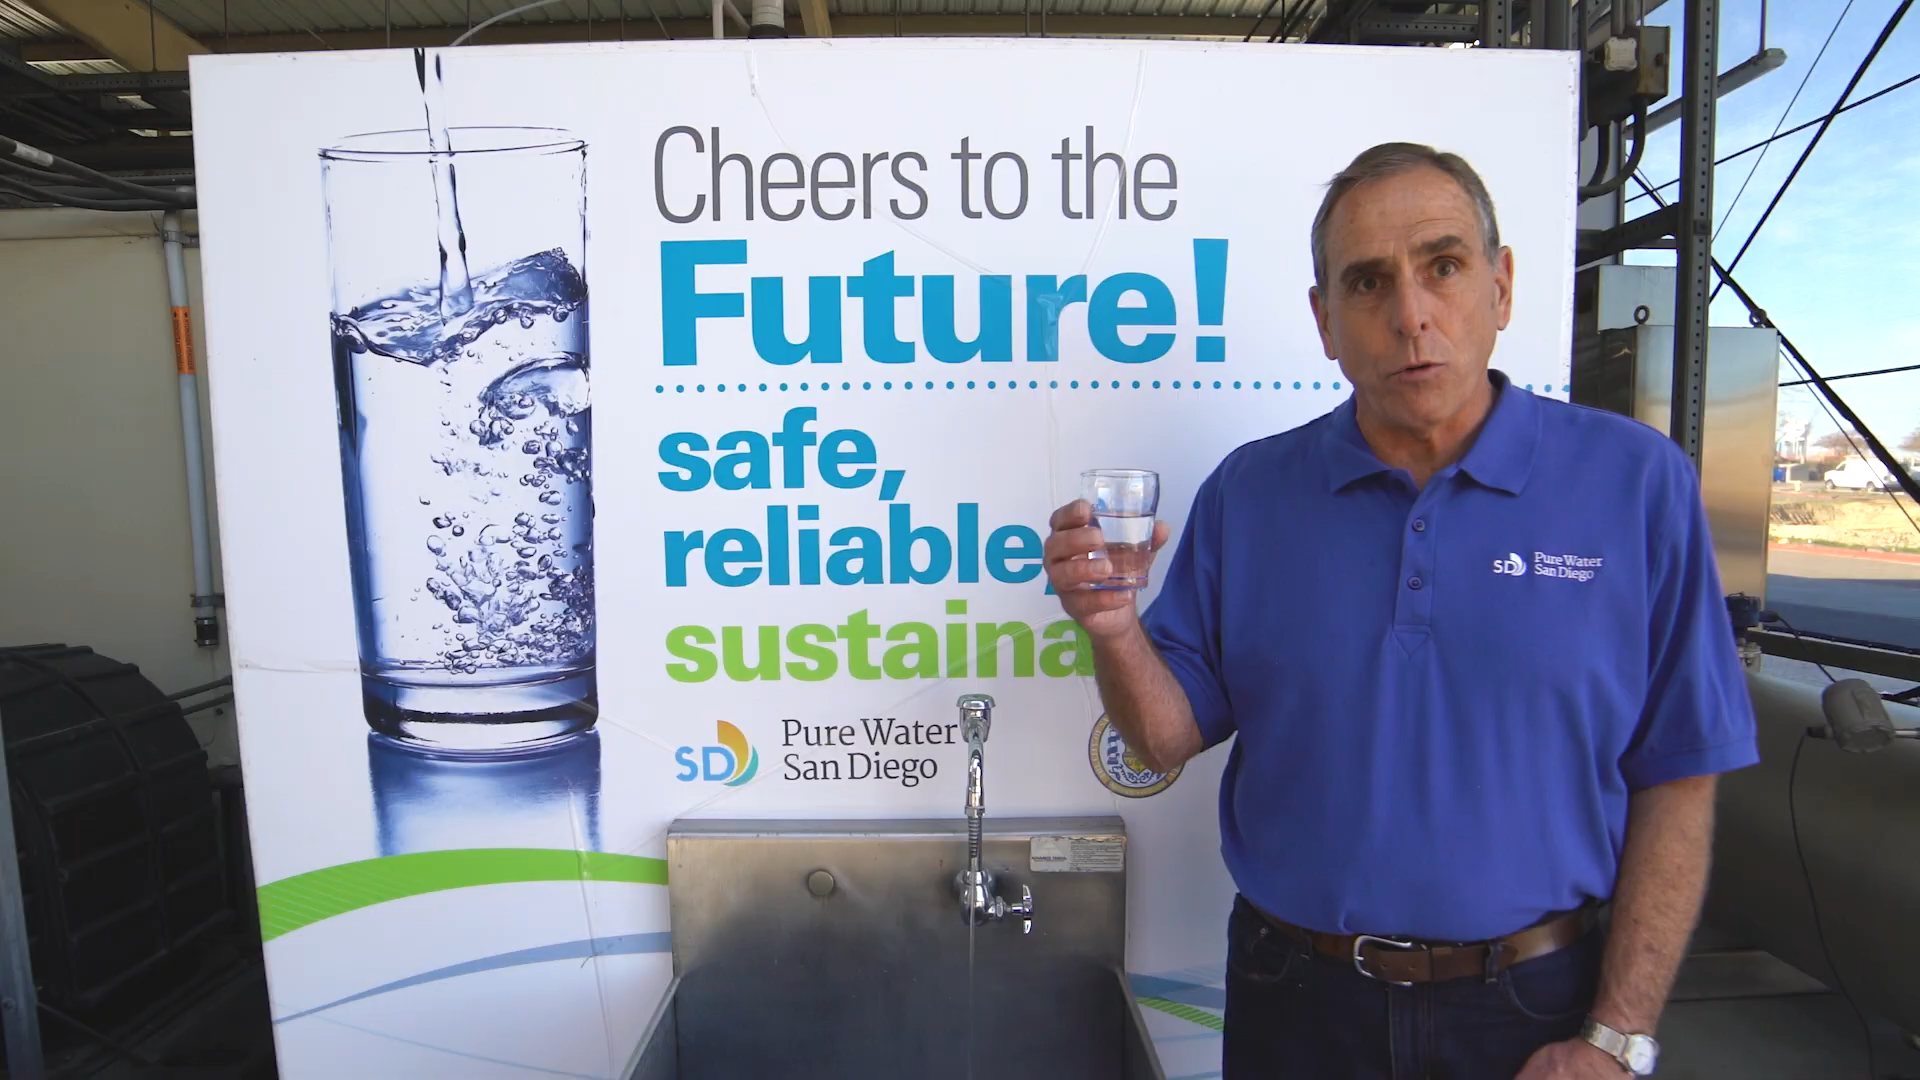 Cheers to the
Future!
safe,
reliable,
sustaina
SD
Pure Water
San Diego
SD
Pure Water
San Diego